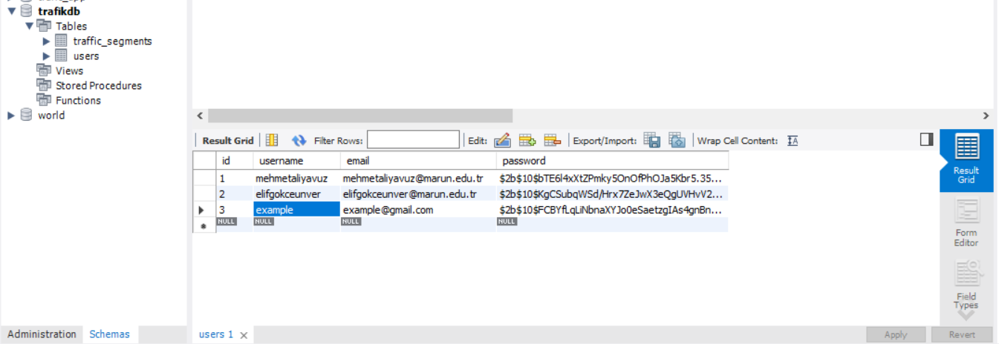 trafikdb
Tables
traffic_segments
users
Views
Stored Procedures
Functions
world
Result Grid Filter Rows: Edit: Export/Import: Wrap Cell Content: IA
id username email password
1 mehmetaliyavuz mehmetaliyavuz@marun.edu.tr $2b$10$bTE6l4xXtZPmky5OnOfPhOJa5Kbr5.35...
2 elifgokceunver elifgokceunver@marun.edu.tr $2b$10$KgCSubqWSd/Hrx7ZeJwX3eQgUVHvV2...
3 example example@gmail.com $2b$10$FCBYfLqLiNbnaXYJo0eSaetzgIAs4gnBn...
NULL NULL NULL NULL
Result
Grid
Form
Editor
Field
Types
Administration Schemas
users 1
Apply Revert